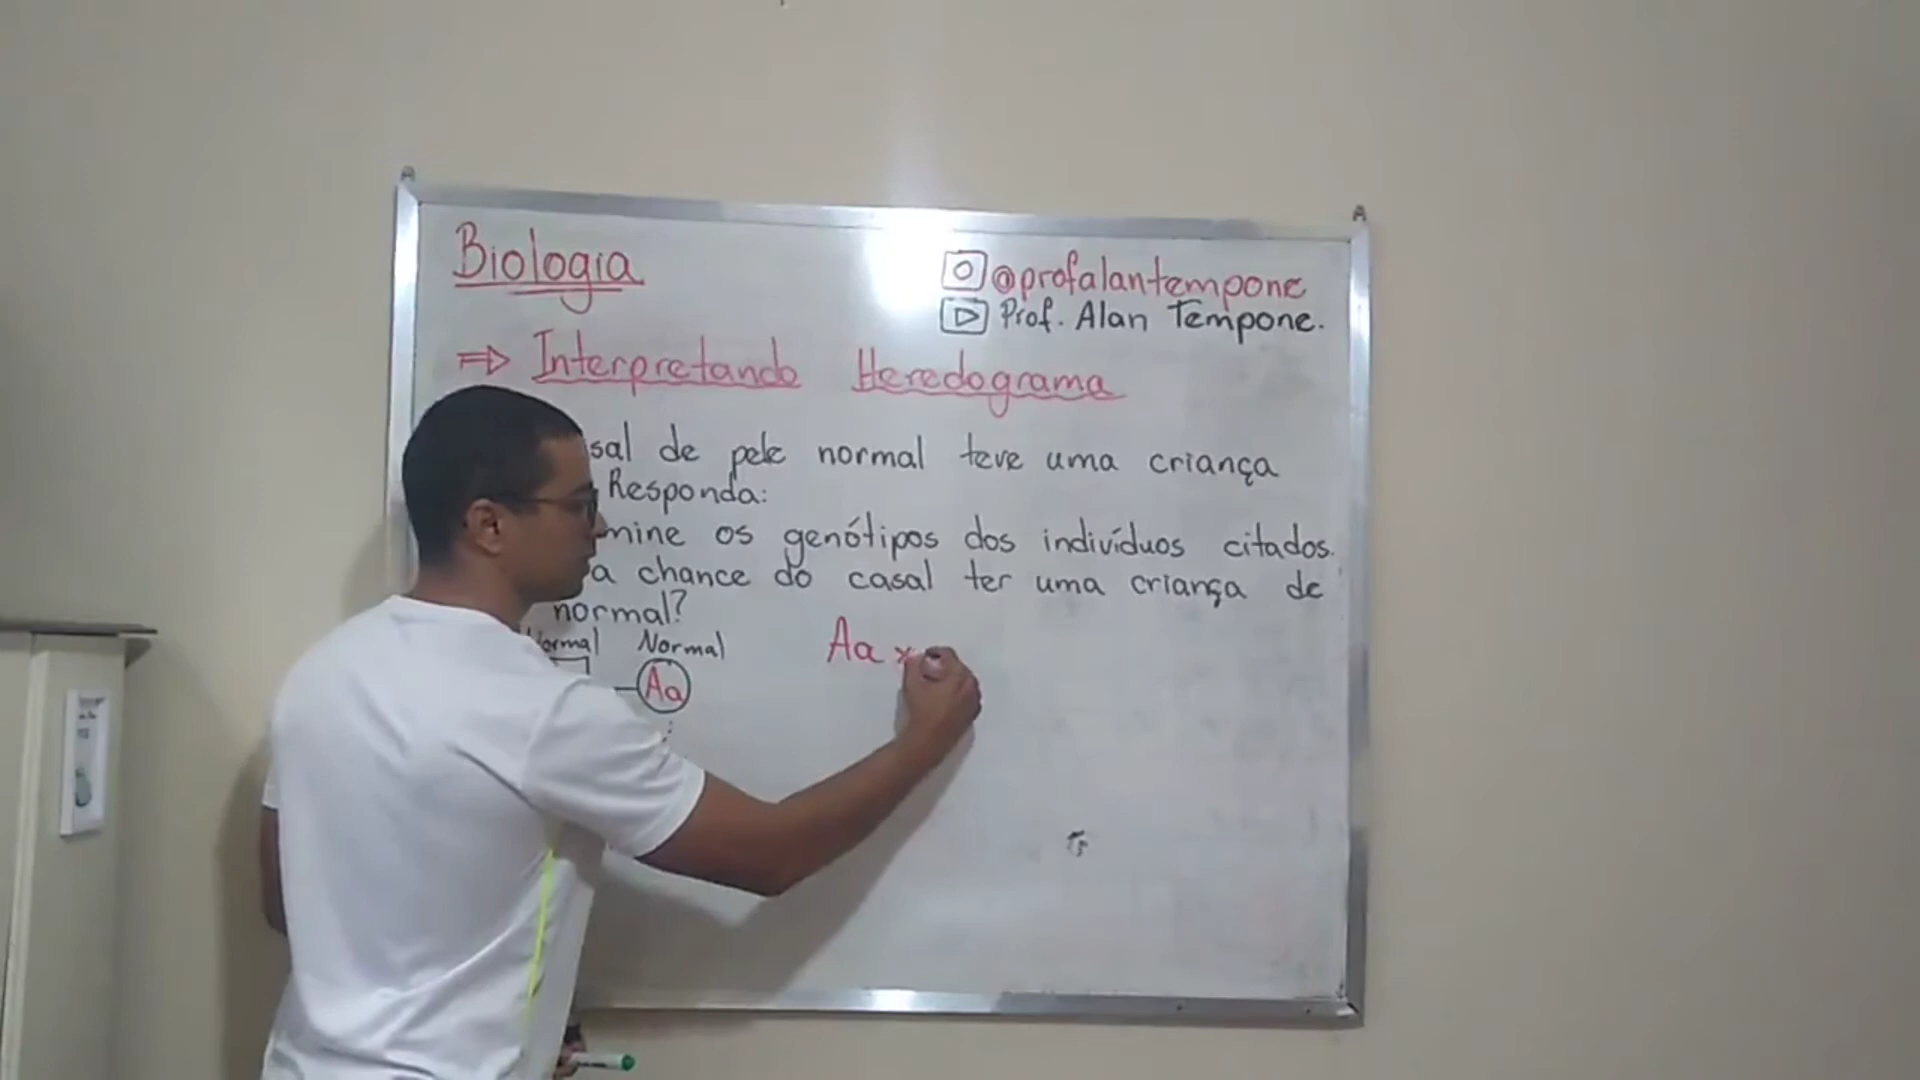 Biologia
@profalantempone
Prof. Alan Tempone.
⇒ Interpretando Heredograma
sal de pele normal teve uma criança
Responda:
mine os genótipos dos indivíduos citados.
a chance do casal ter uma criança de
normal?
Normal Normal
Aa
Aa x